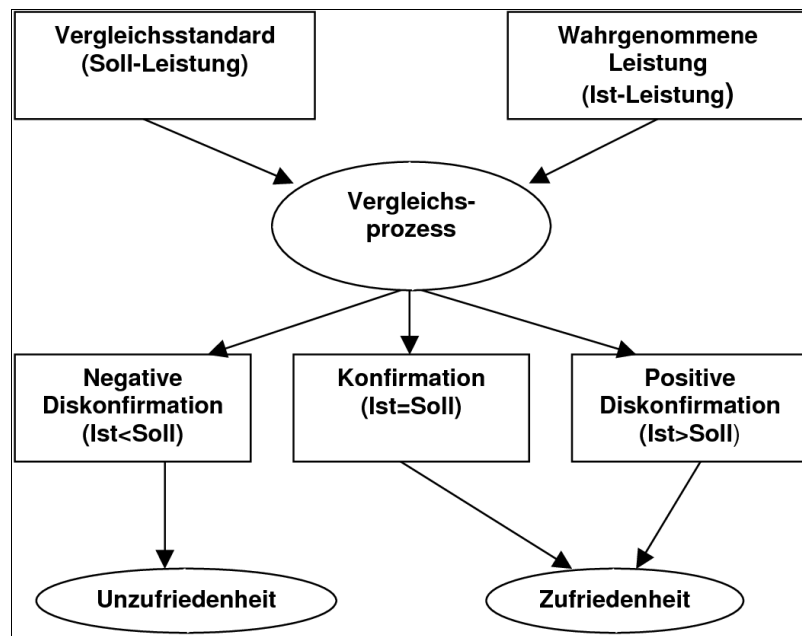 Vergleichsstandard
(Soll-Leistung)
Wahrgenommene
Leistung
(Ist-Leistung)
Vergleichs-
prozess
Negative
Diskonfirmation
(Ist<Soll)
Konfirmation
(Ist=Soll)
Positive
Diskonfirmation
(Ist>Soll)
Unzufriedenheit
Zufriedenheit